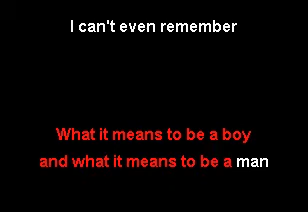 I can't even remember
What it means to be a boy
and what it means to be a man